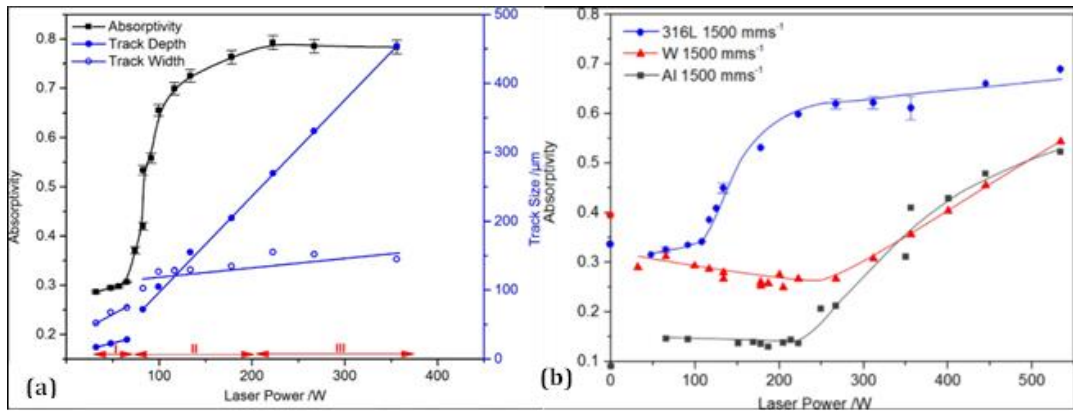 Absorptivity
Track Depth
Track Width
0.8
0.7
0.6
0.5
0.4
0.3
0.2
500
400
300
200
100
0
Absorptivity
Track Size/µm
I
II
III
(a)
100
200
300
400
Laser Power /W
316L 1500 mms⁻¹
W 1500 mms⁻¹
Al 1500 mms⁻¹
0.8
0.7
0.6
0.5
0.4
0.3
0.2
0.1
Absorptivity
(b)
0
100
200
300
400
500
Laser Power /W